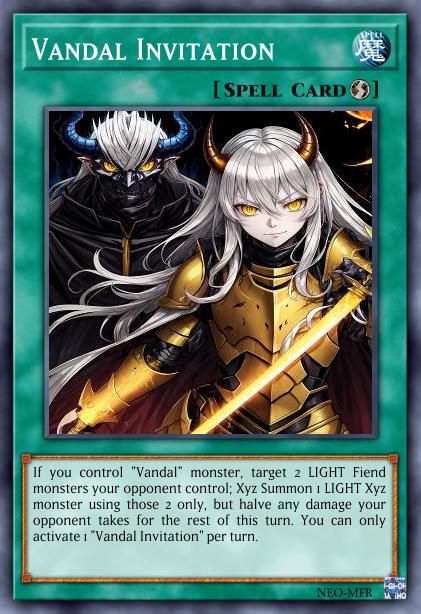 Vandal Invitation
SPELL
魔
[Spell Card]
If you control "Vandal" monster, target 2 LIGHT Fiend
monsters your opponent control; Xyz Summon 1 LIGHT Xyz
monster using those 2 only, but halve any damage your
opponent takes for the rest of this turn. You can only
activate 1 "Vandal Invitation" per turn.
NEO-MFR